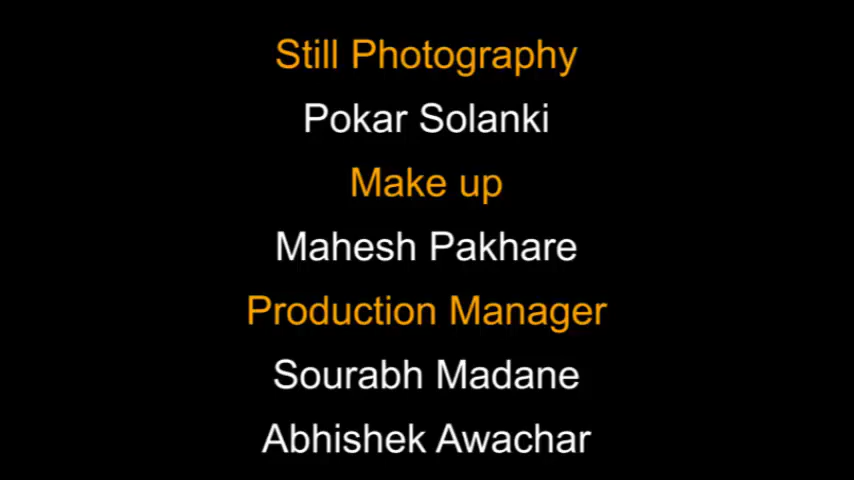 Still Photography
Pokar Solanki
Make up
Mahesh Pakhare
Production Manager
Sourabh Madane
Abhishek Awachar